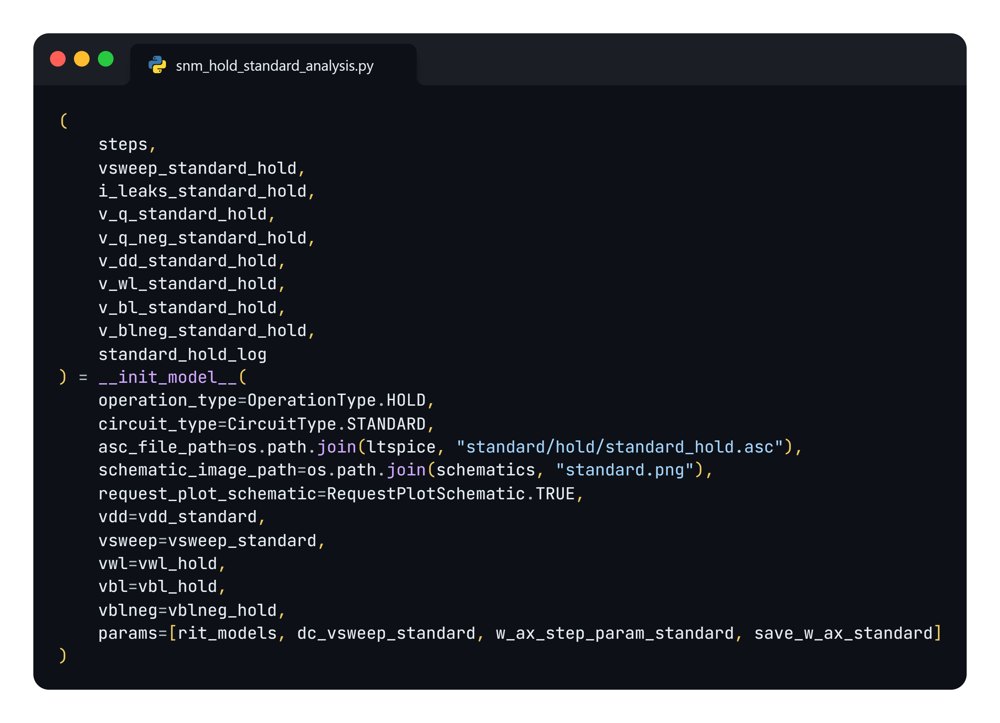 snm_hold_standard_analysis.py
(
    steps,
    vsweep_standard_hold,
    i_leaks_standard_hold,
    v_q_standard_hold,
    v_q_neg_standard_hold,
    v_dd_standard_hold,
    v_wl_standard_hold,
    v_bl_standard_hold,
    v_blneg_standard_hold,
    standard_hold_log
) = __init_model__(
    operation_type=OperationType.HOLD,
    circuit_type=CircuitType.STANDARD,
    asc_file_path=os.path.join(ltspice, "standard/hold/standard_hold.asc"),
    schematic_image_path=os.path.join(schematics, "standard.png"),
    request_plot_schematic=RequestPlotSchematic.TRUE,
    vdd=vdd_standard,
    vsweep=vsweep_standard,
    vwl=vwl_hold,
    vbl=vbl_hold,
    vblneg=vblneg_hold,
    params=[rit_models, dc_vsweep_standard, w_ax_step_param_standard, save_w_ax_standard]
)